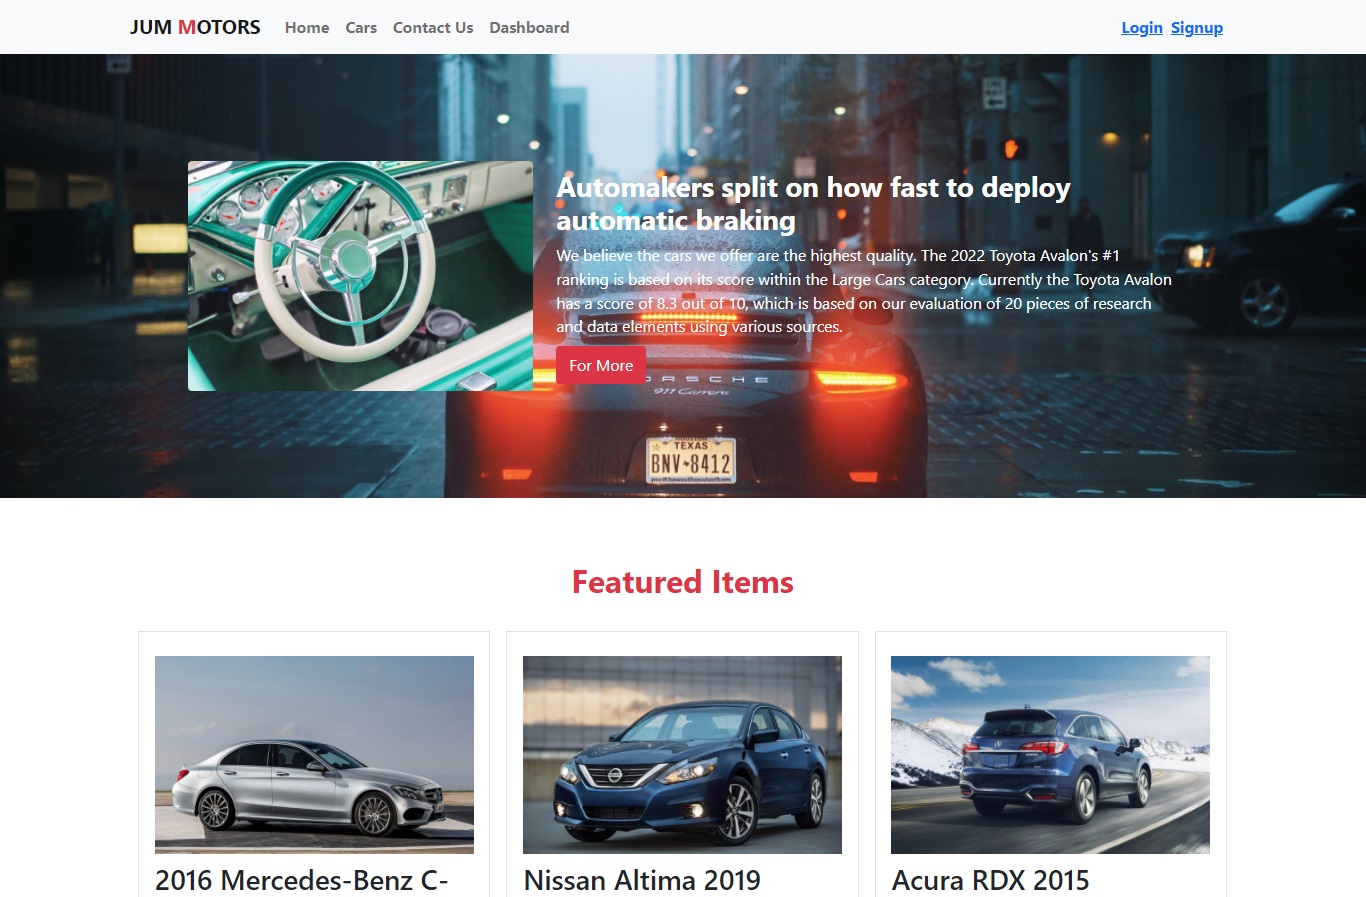 JUM MOTORS Home Cars Contact Us Dashboard Login Signup
Automakers split on how fast to deploy
automatic braking
We believe the cars we offer are the highest quality. The 2022 Toyota Avalon's #1
ranking is based on its score within the Large Cars category. Currently the Toyota Avalon
has a score of 8.3 out of 10, which is based on our evaluation of 20 pieces of research
and data elements using various sources.
For More
PORSCHE
911 Carrera
TEXAS
BNV 8412
Featured Items
2016 Mercedes-Benz C-
Nissan Altima 2019
Acura RDX 2015